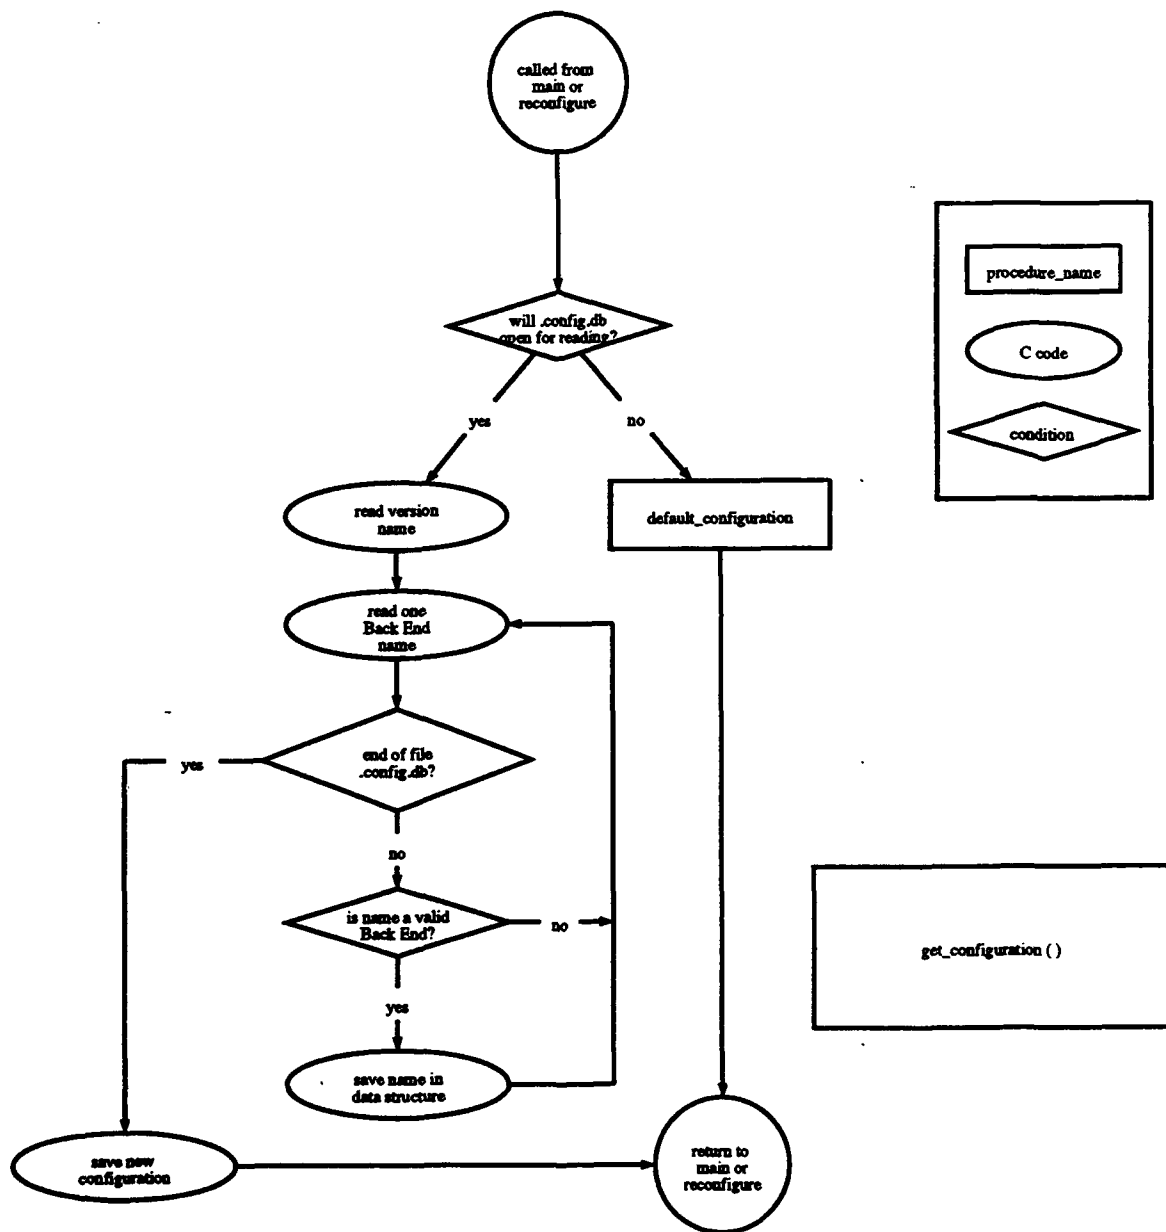 called from
main or
reconfigure
will .config.db
open for reading?
yes
no
read version
name
default_configuration
read one
Back End
name
end of file
.config.db?
yes
no
is name a valid
Back End?
no
yes
save name in
data structure
save new
configuration
return to
main or
reconfigure
procedure_name
C code
condition
get_configuration ( )